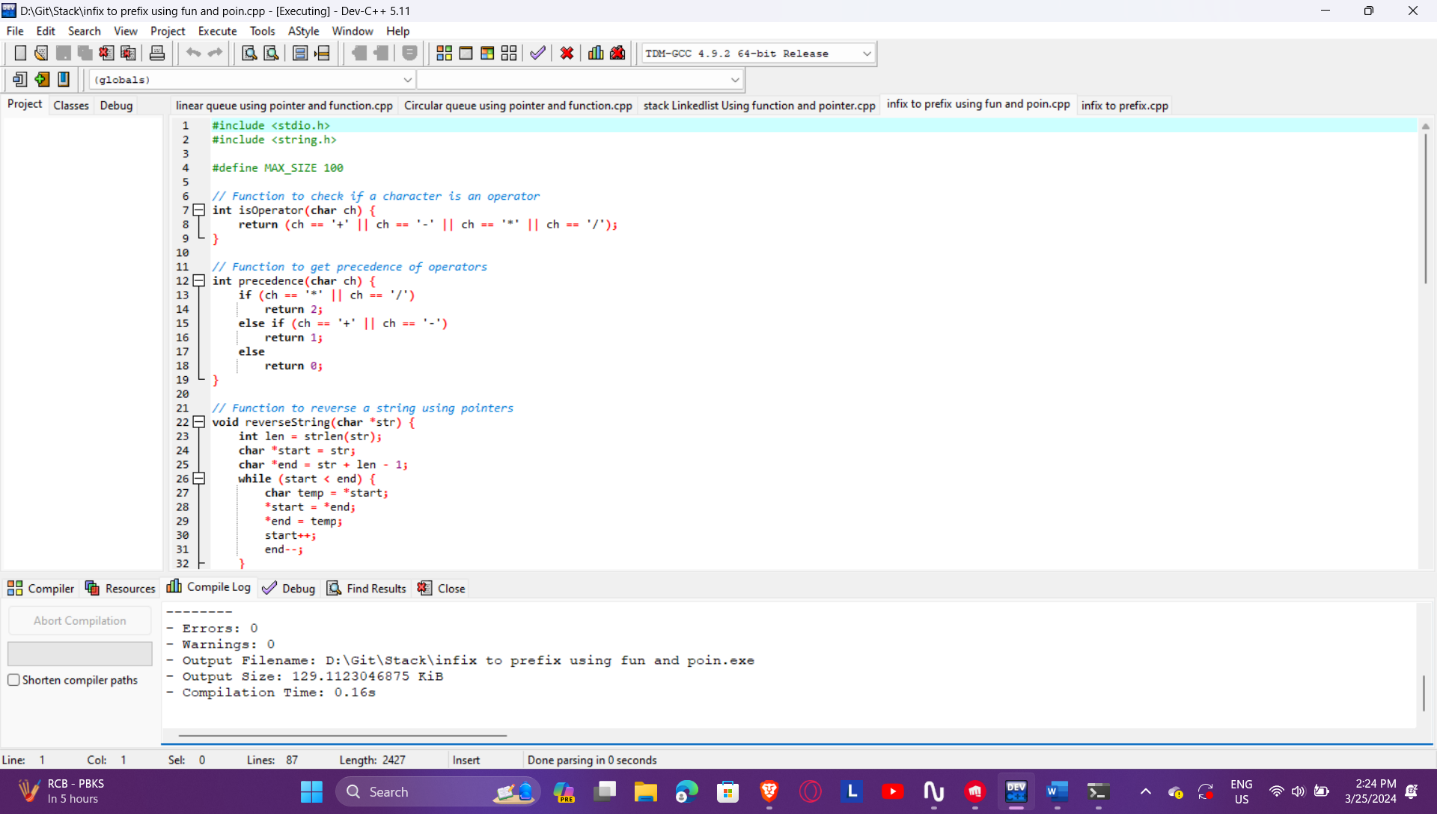 D:\Git\Stack\infix to prefix using fun and poin.cpp - [Executing] - Dev-C++ 5.11
File Edit Search View Project Execute Tools AStyle Window Help
TDM-GCC 4.9.2 64-bit Release
(globals)
Project Classes Debug
linear queue using pointer and function.cpp Circular queue using pointer and function.cpp stack Linkedlist Using function and pointer.cpp infix to prefix using fun and poin.cpp infix to prefix.cpp
1 #include <stdio.h>
2 #include <string.h>
3
4 #define MAX_SIZE 100
5
6 // Function to check if a character is an operator
7 int isOperator(char ch) {
8     return (ch == '+' || ch == '-' || ch == '*' || ch == '/');
9 }
10
11 // Function to get precedence of operators
12 int precedence(char ch) {
13     if (ch == '*' || ch == '/')
14         return 2;
15     else if (ch == '+' || ch == '-')
16         return 1;
17     else
18         return 0;
19 }
20
21 // Function to reverse a string using pointers
22 void reverseString(char *str) {
23     int len = strlen(str);
24     char *start = str;
25     char *end = str + len - 1;
26     while (start < end) {
27         char temp = *start;
28         *start = *end;
29         *end = temp;
30         start++;
31         end--;
32     }
Compiler Resources Compile Log Debug Find Results Close
Abort Compilation
Shorten compiler paths
--------
- Errors: 0
- Warnings: 0
- Output Filename: D:\Git\Stack\infix to prefix using fun and poin.exe
- Output Size: 129.1123046875 KiB
- Compilation Time: 0.16s
Line: 1 Col: 1 Sel: 0 Lines: 87 Length: 2427 Insert Done parsing in 0 seconds
RCB - PBKS
In 5 hours
Search
PRE
L
DEV
W
ENG
US
2:24 PM
3/25/2024